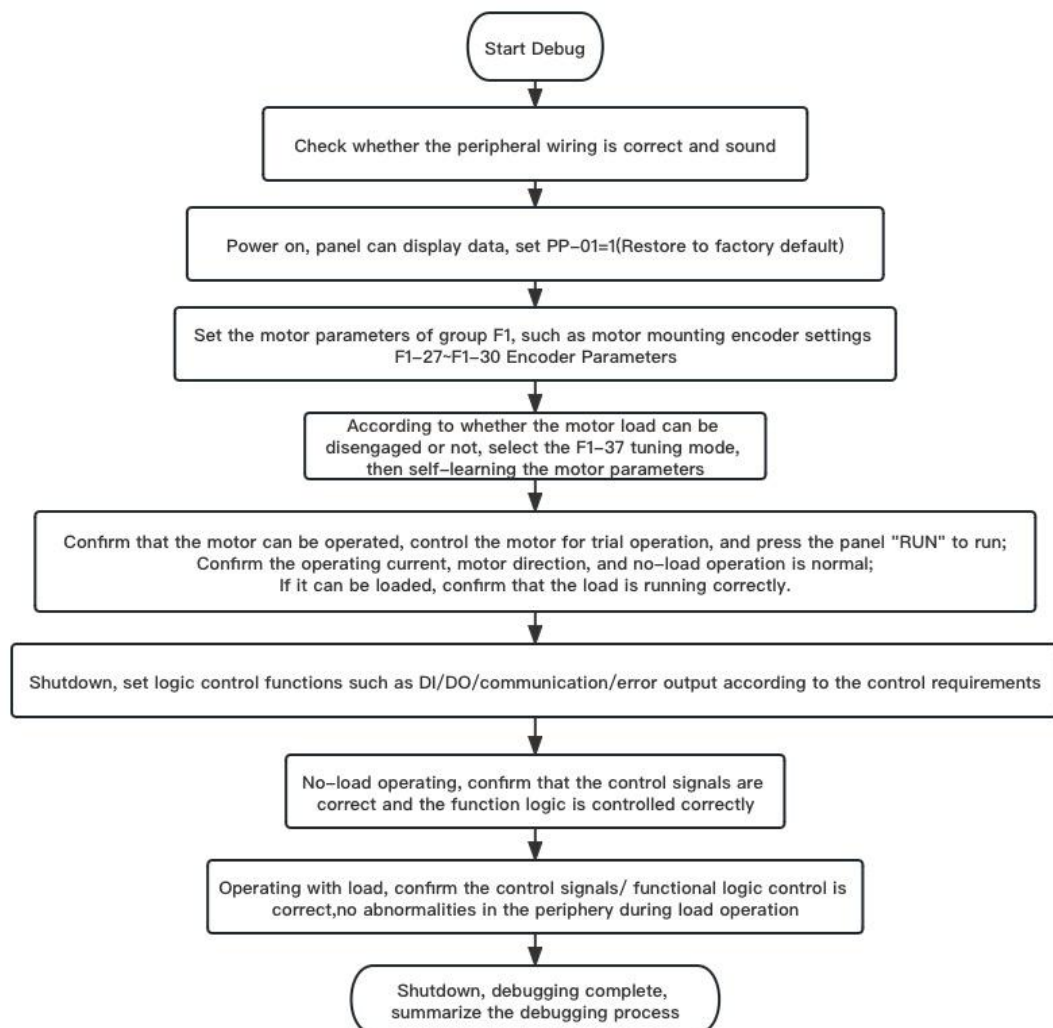 Start Debug
Check whether the peripheral wiring is correct and sound
Power on, panel can display data, set PP-01=1(Restore to factory default)
Set the motor parameters of group F1, such as motor mounting encoder settings
F1-27~F1-30 Encoder Parameters
According to whether the motor load can be
disengaged or not, select the F1-37 tuning mode,
then self-learning the motor parameters
Confirm that the motor can be operated, control the motor for trial operation, and press the panel "RUN" to run;
Confirm the operating current, motor direction, and no-load operation is normal;
If it can be loaded, confirm that the load is running correctly.
Shutdown, set logic control functions such as DI/DO/communication/error output according to the control requirements
No-load operating, confirm that the control signals are
correct and the function logic is controlled correctly
Operating with load, confirm the control signals/ functional logic control is
correct,no abnormalities in the periphery during load operation
Shutdown, debugging complete,
summarize the debugging process